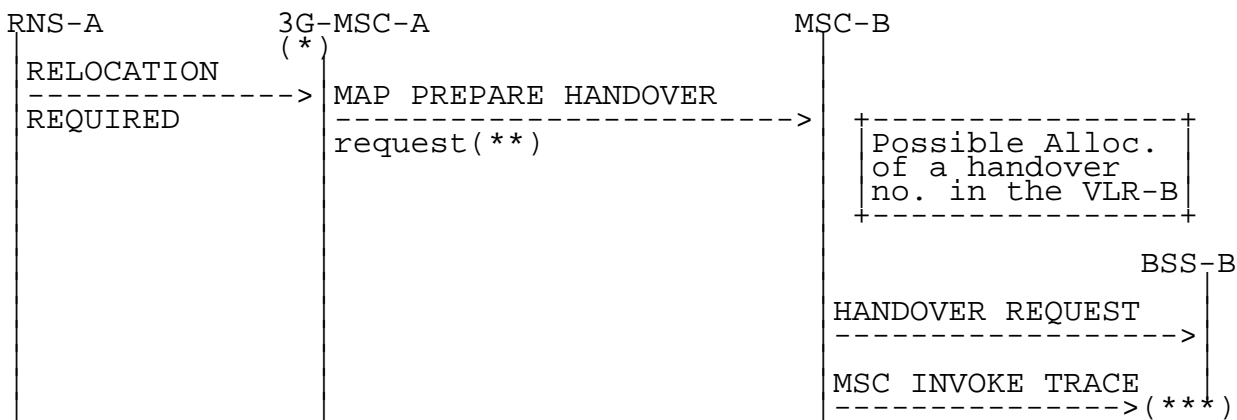 RNS-A 3G-MSC-A MSC-B
(*)
RELOCATION
--------------> MAP PREPARE HANDOVER
REQUIRED ------------------------> +----------------+
request(**) Possible Alloc.
of a handover
no. in the VLR-B
+----------------+
BSS-B
HANDOVER REQUEST
------------------>
MSC INVOKE TRACE
--------------->(***)